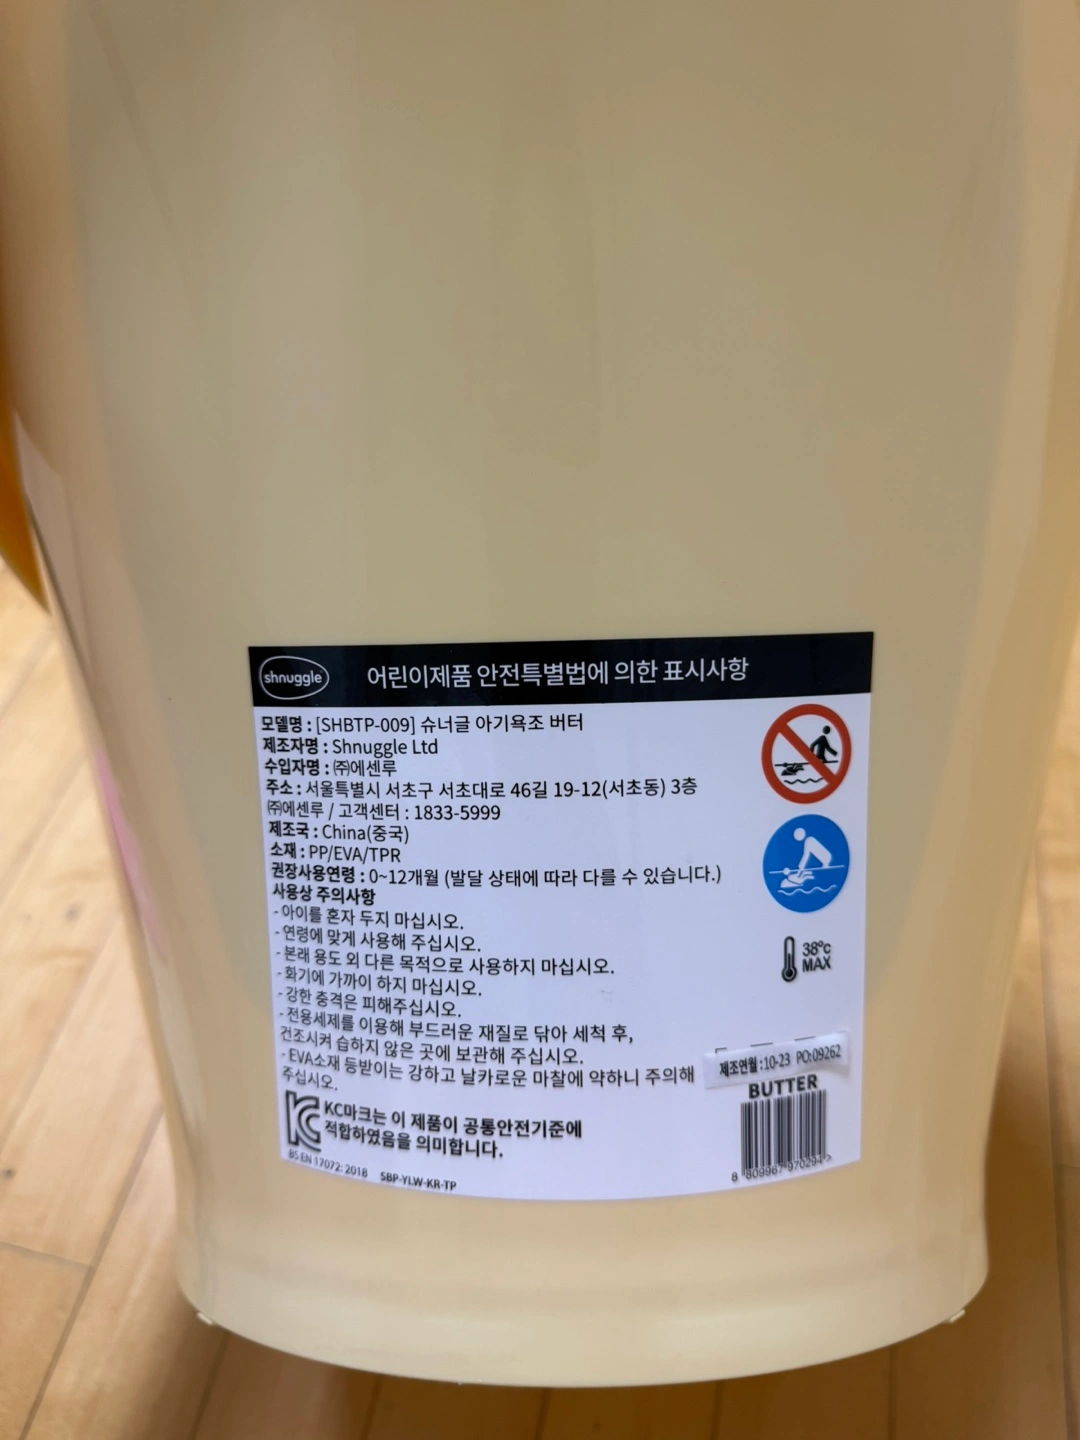 shnuggle
어린이제품 안전특별법에 의한 표시사항
모델명 : [SHBTP-009] 슈너글 아기욕조 버터
제조자명 : Shnuggle Ltd
수입자명 : ㈜에센루
주소 : 서울특별시 서초구 서초대로 46길 19-12(서초동) 3층
㈜에센루 / 고객센터 : 1833-5999
제조국 : China(중국)
소재 : PP/EVA/TPR
권장사용연령 : 0~12개월 (발달 상태에 따라 다를 수 있습니다.)
사용상 주의사항
- 아이를 혼자 두지 마십시오.
- 연령에 맞게 사용해 주십시오.
- 본래 용도 외 다른 목적으로 사용하지 마십시오.
- 화기에 가까이 하지 마십시오.
- 강한 충격은 피해주십시오.
- 전용세제를 이용해 부드러운 재질로 닦아 세척 후,
건조시켜 습하지 않은 곳에 보관해 주십시오.
- EVA소재 등받이는 강하고 날카로운 마찰에 약하니 주의해
주십시오.
KC마크는 이 제품이 공통안전기준에
적합하였음을 의미합니다.
BS EN 17072: 2018 SBP-YLW-KR-TP
38ºc
MAX
제조연월 :10-23 PO:09262
BUTTER
8 809967 970294 >